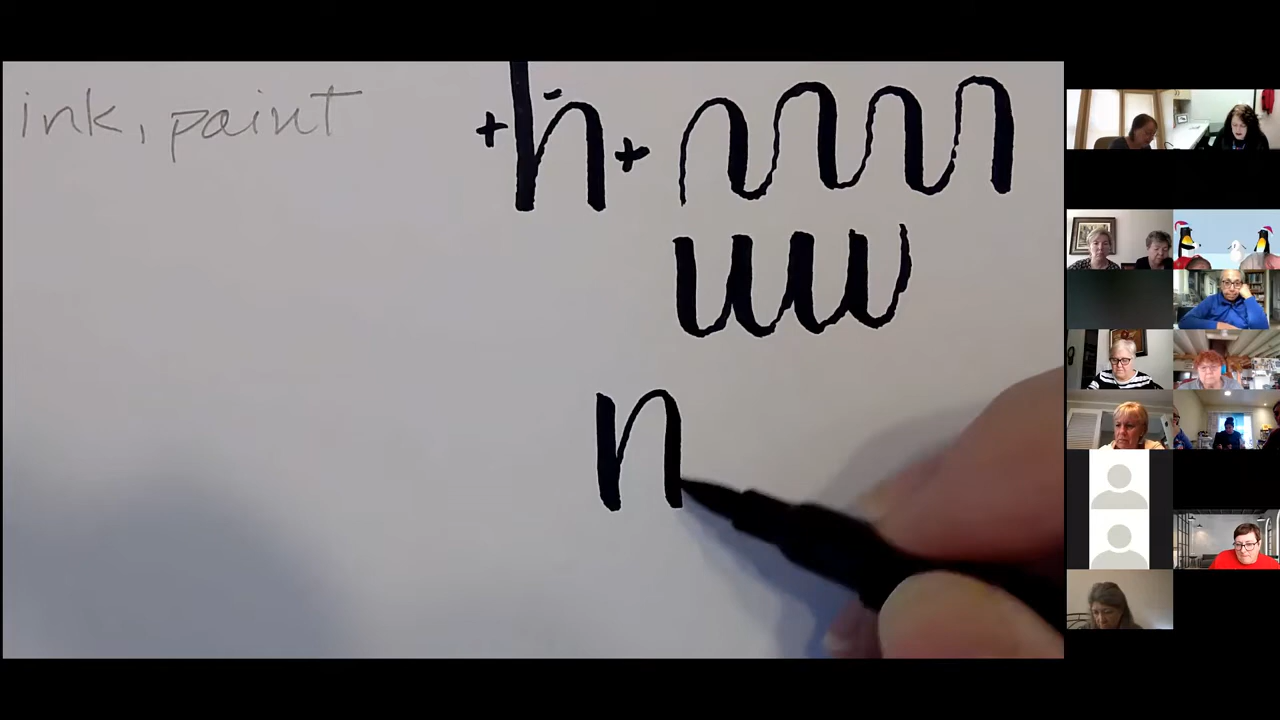 ink, paint
+ h - +
n